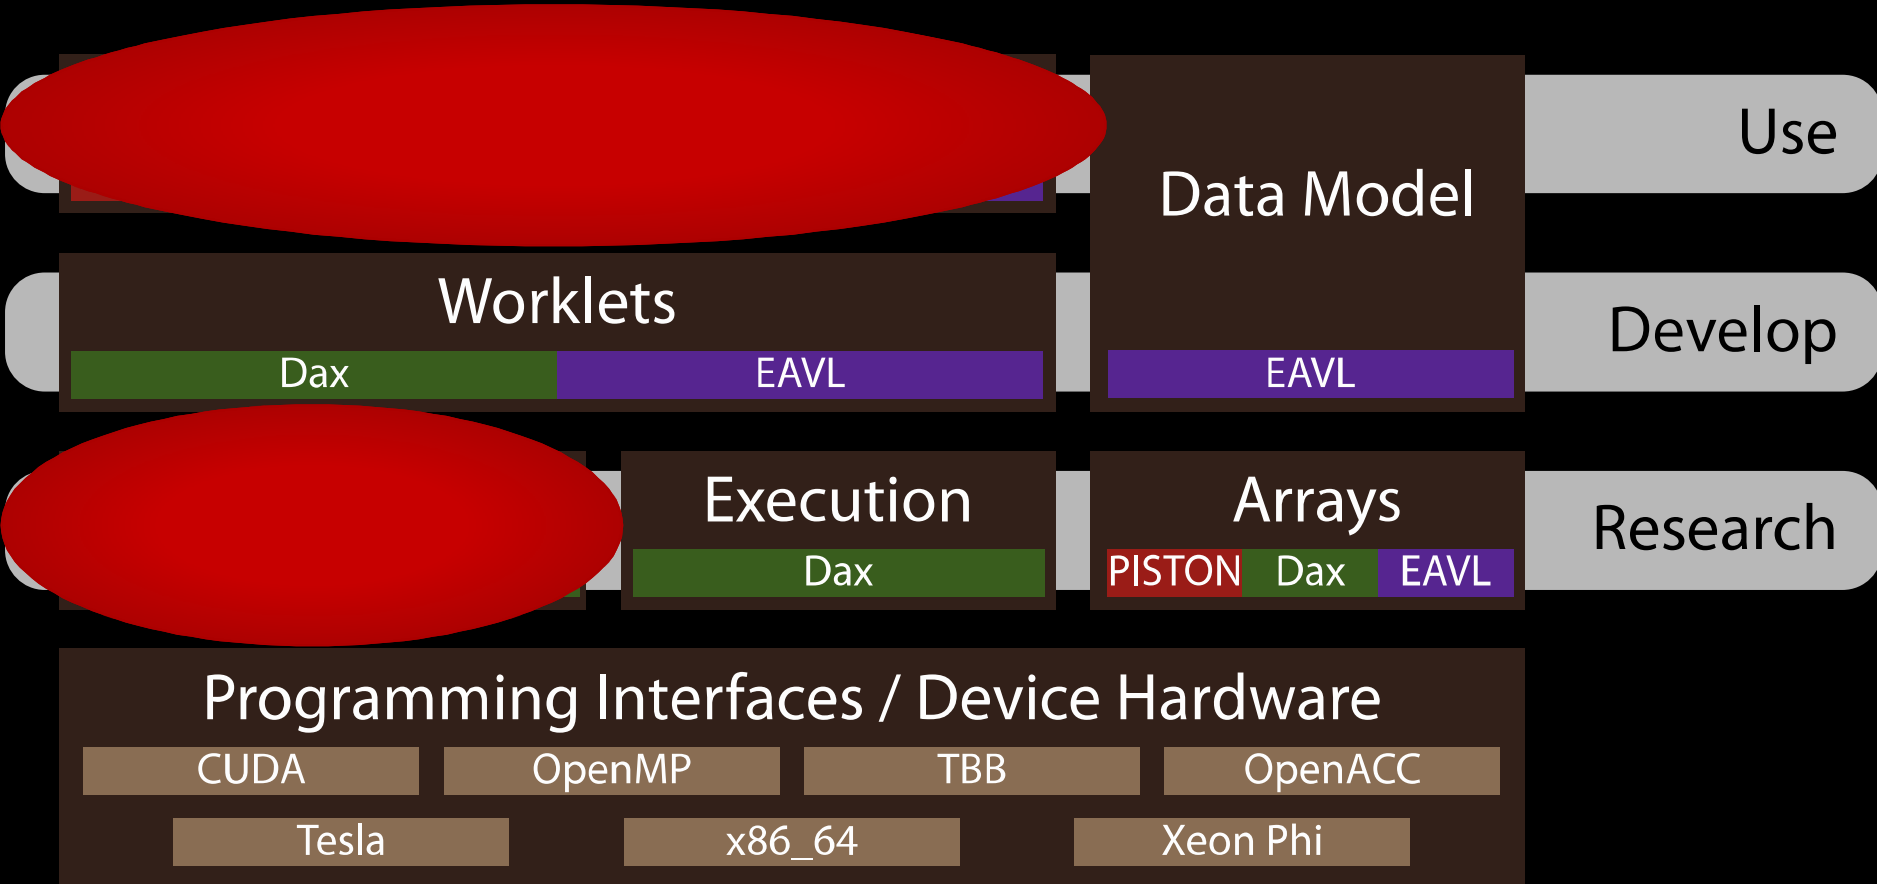 Use
Data Model
Worklets
Develop
Dax
EAVL
EAVL
Execution
Arrays
Research
Dax
PISTON
Dax
EAVL
Programming Interfaces / Device Hardware
CUDA
OpenMP
TBB
OpenACC
Tesla
x86_64
Xeon Phi